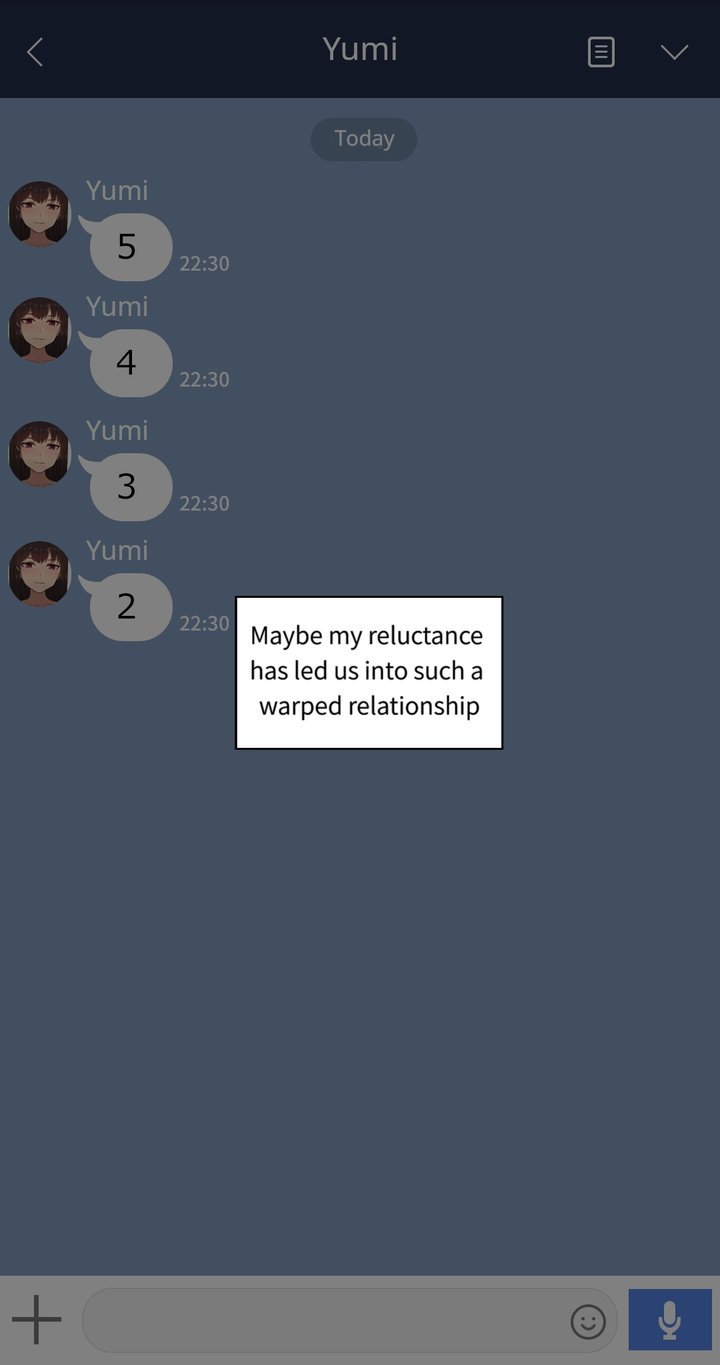 Yumi
Today
Yumi
5
22:30
Yumi
4
22:30
Yumi
3
22:30
Yumi
2
22:30
Maybe my reluctance
has led us into such a
warped relationship